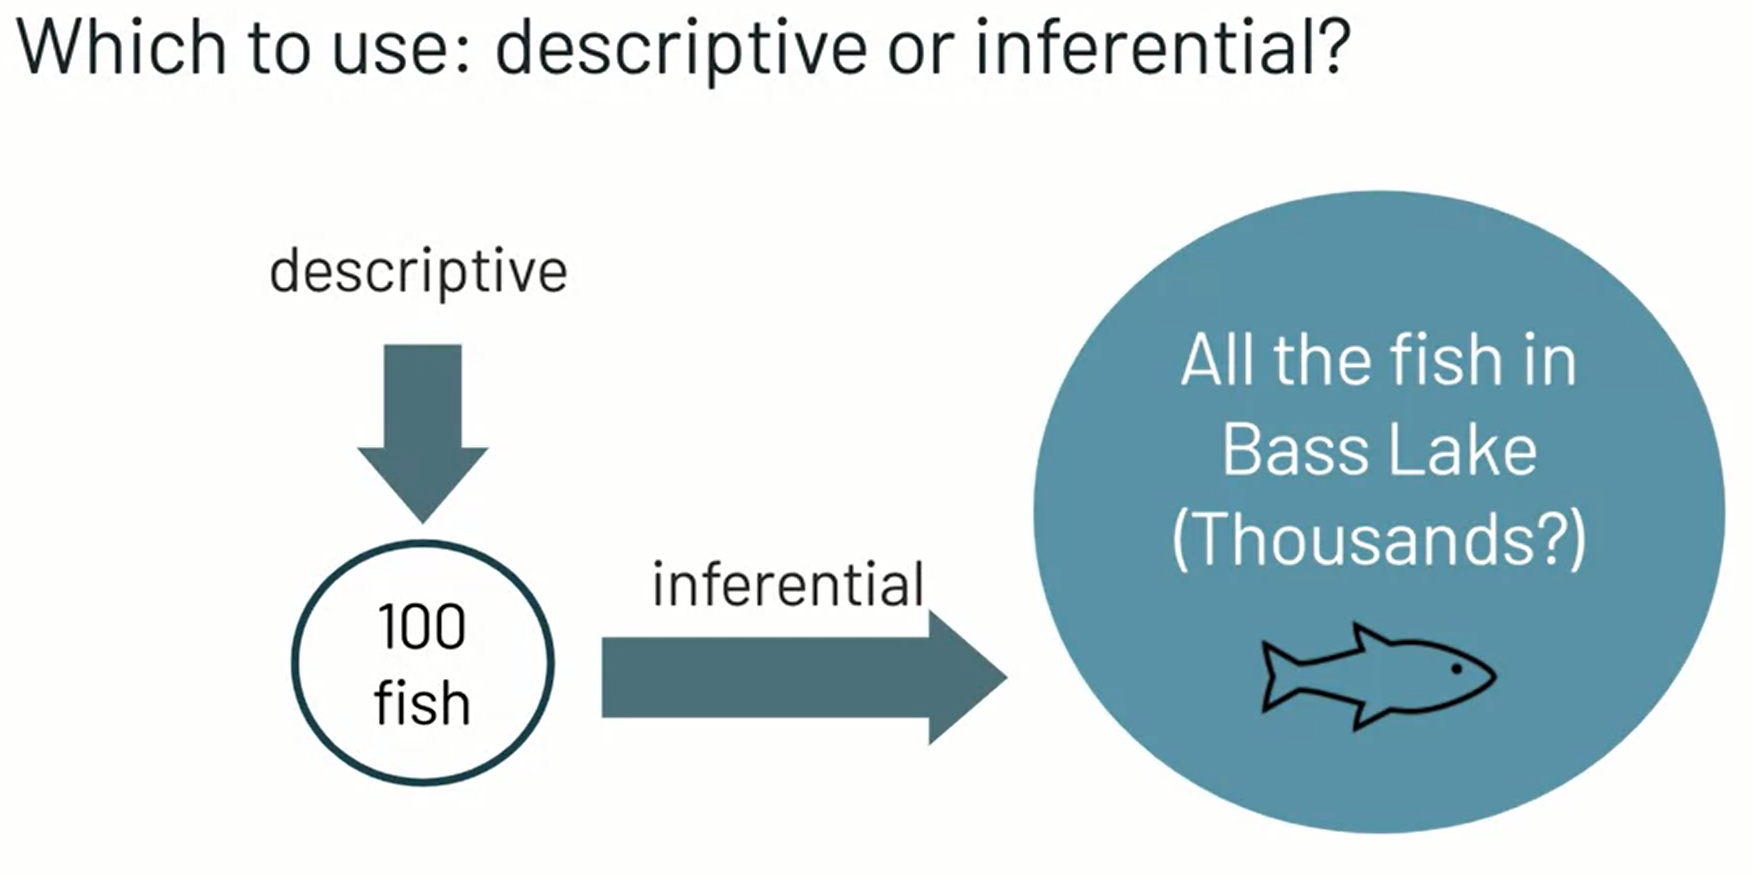 Which to use: descriptive or inferential?
descriptive
100
fish
inferential
All the fish in
Bass Lake
(Thousands?)